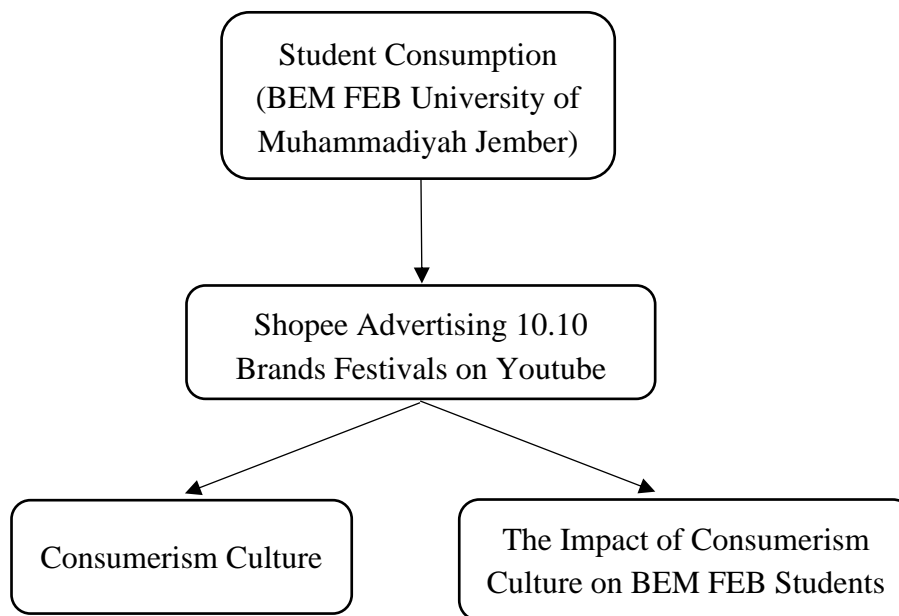 Student Consumption
(BEM FEB University of
Muhammadiyah Jember)
Shopee Advertising 10.10
Brands Festivals on Youtube
Consumerism Culture
The Impact of Consumerism
Culture on BEM FEB Students